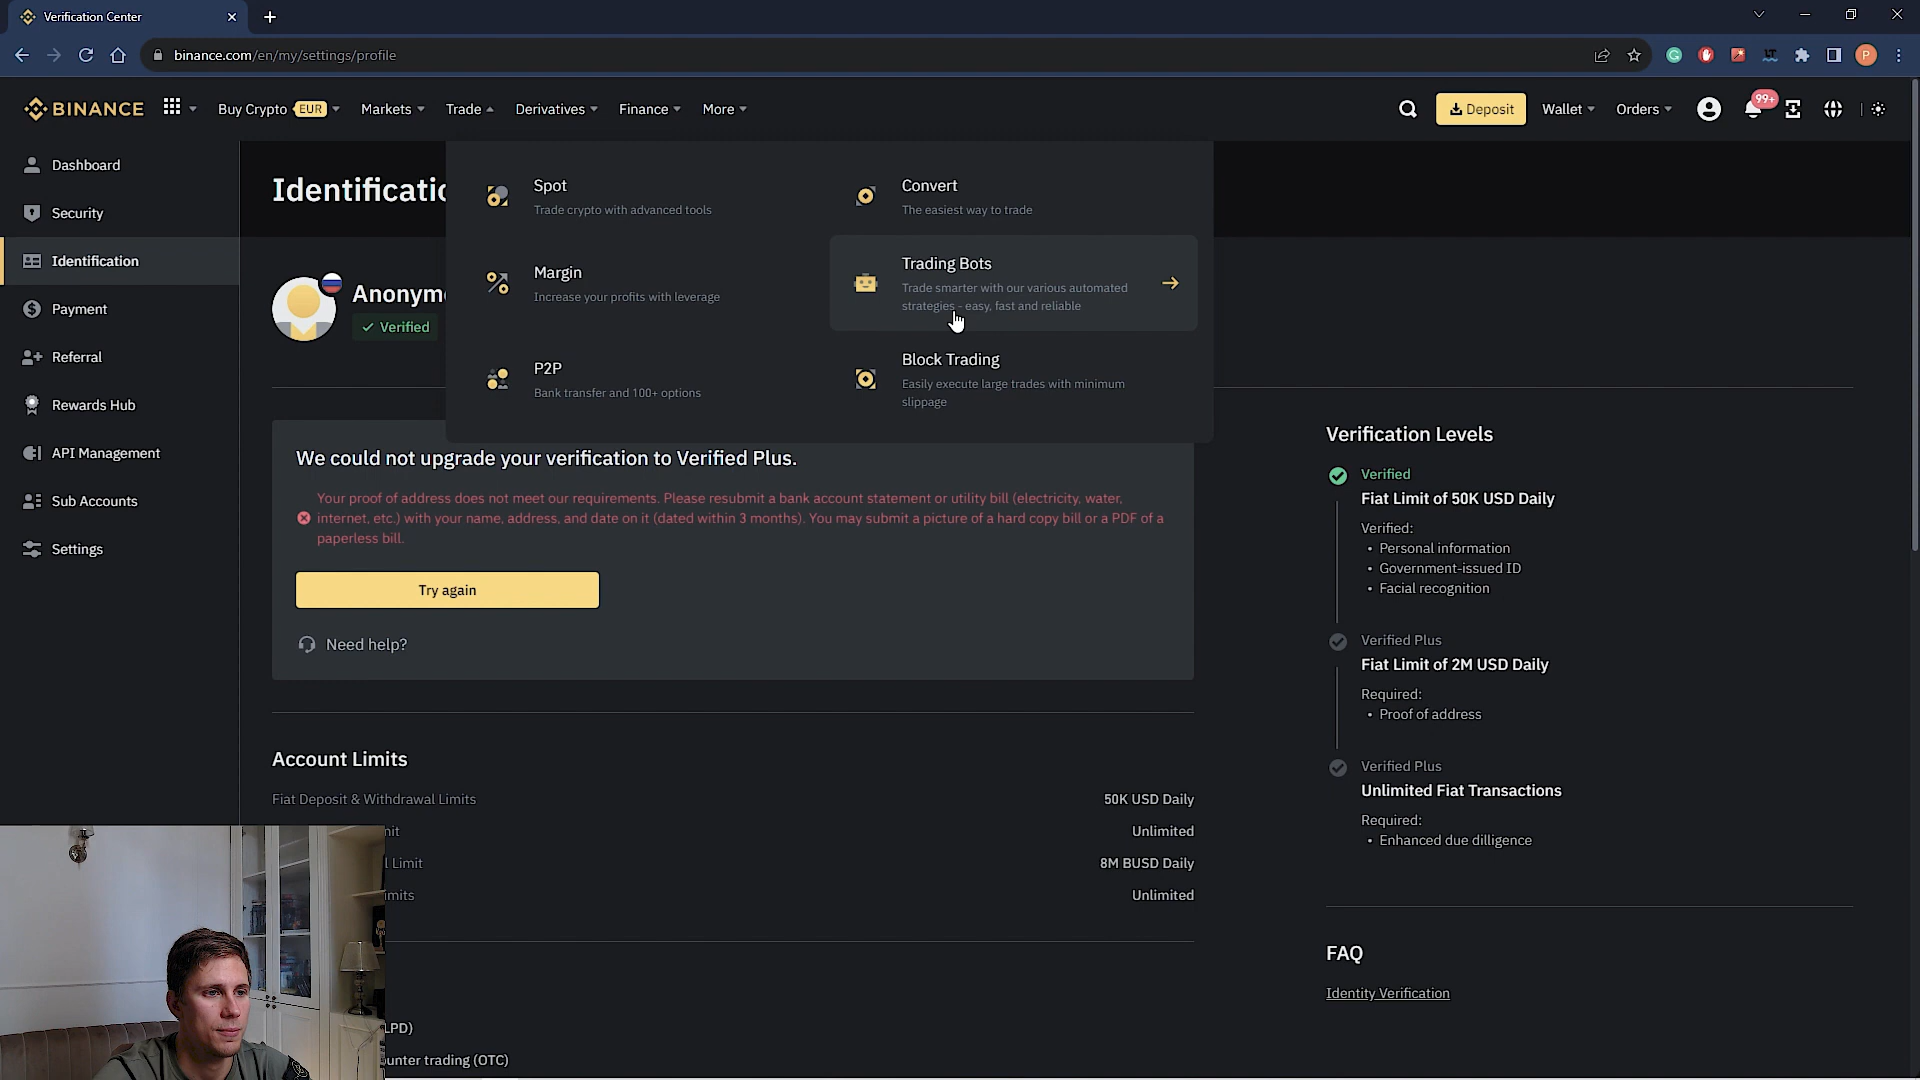 Verification Center
binance.com/en/my/settings/profile
BINANCE
Buy Crypto EUR
Markets
Trade
Derivatives
Finance
More
Deposit
Wallet
Orders
99+
Dashboard
Security
Identification
Payment
Referral
Rewards Hub
API Management
Sub Accounts
Settings
Identificatio
Anonym
Verified
Spot
Trade crypto with advanced tools
Convert
The easiest way to trade
Margin
Increase your profits with leverage
Trading Bots
Trade smarter with our various automated
strategies - easy, fast and reliable
P2P
Bank transfer and 100+ options
Block Trading
Easily execute large trades with minimum
slippage
We could not upgrade your verification to Verified Plus.
Your proof of address does not meet our requirements. Please resubmit a bank account statement or utility bill (electricity, water,
internet, etc.) with your name, address, and date on it (dated within 3 months). You may submit a picture of a hard copy bill or a PDF of a
paperless bill.
Try again
Need help?
Account Limits
Fiat Deposit & Withdrawal Limits
50K USD Daily
nit
Unlimited
l Limit
8M BUSD Daily
imits
Unlimited
LPD)
unter trading (OTC)
Verification Levels
Verified
Fiat Limit of 50K USD Daily
Verified:
• Personal information
• Government-issued ID
• Facial recognition
Verified Plus
Fiat Limit of 2M USD Daily
Required:
• Proof of address
Verified Plus
Unlimited Fiat Transactions
Required:
• Enhanced due dilligence
FAQ
Identity Verification